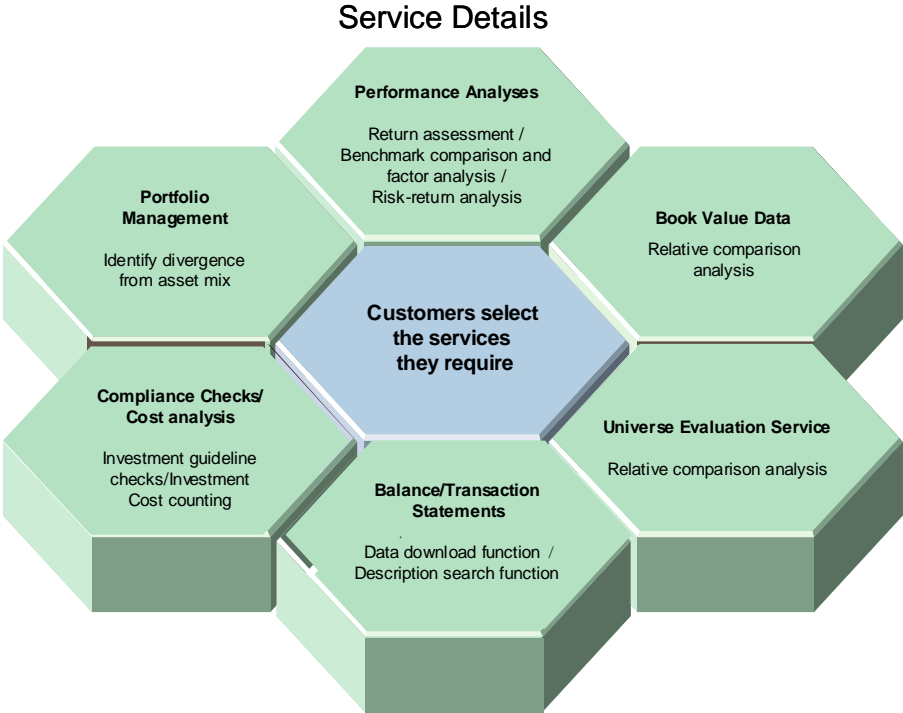 Service Details
Performance Analyses
Return assessment /
Benchmark comparison and
factor analysis /
Risk-return analysis
Portfolio
Management
Identify divergence
from asset mix
Book Value Data
Relative comparison
analysis
Customers select
the services
they require
Compliance Checks/
Cost analysis
Investment guideline
checks/Investment
Cost counting
Universe Evaluation Service
Relative comparison analysis
Balance/Transaction
Statements
Data download function /
Description search function